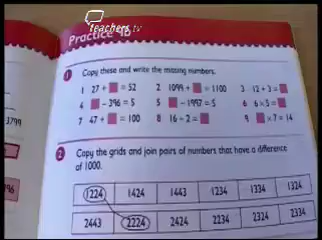 teachers tv
Practice
1 Copy these and write the missing numbers.
1 27 + = 52 2 1099 + = 1100 3 12 ÷ 3 =
4 - 296 = 5 5 - 1997 = 5 6 6 × 5 =
7 47 + = 100 8 16 ÷ 2 = 9 × 7 = 14
3799
2 Copy the grids and join pairs of numbers that have a difference
of 1000.
1224 1424 1443 1234 1334 1324
2443 2224 2424 2234 2324 2334